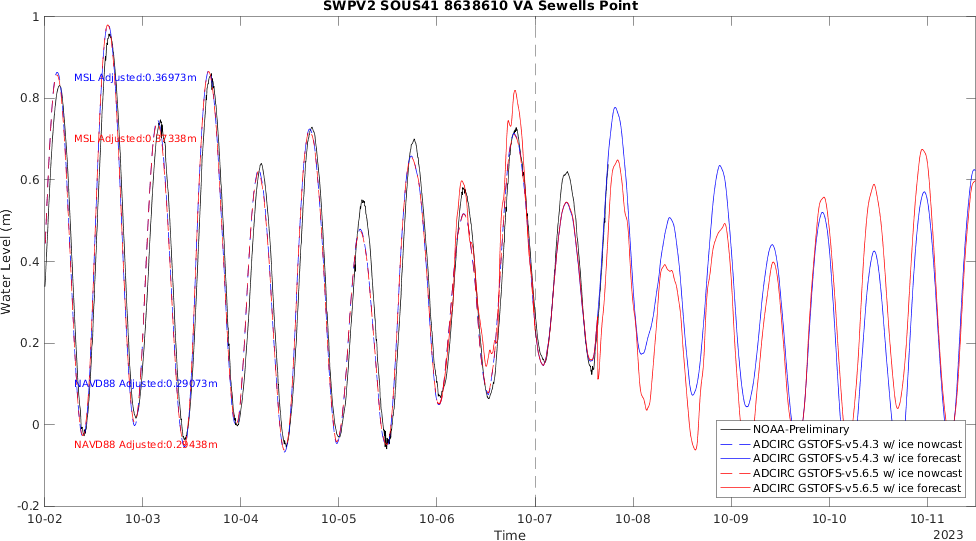 SWPV2 SOUS41 8638610 VA Sewells Point
Water Level (m)
1
0.8
0.6
0.4
0.2
0
-0.2
MSL Adjusted:0.36973m
MSL Adjusted:0.37338m
NAVD88 Adjusted:0.29073m
NAVD88 Adjusted:0.29438m
NOAA-Preliminary
ADCIRC GSTOFS-v5.4.3 w/ ice nowcast
ADCIRC GSTOFS-v5.4.3 w/ ice forecast
ADCIRC GSTOFS-v5.6.5 w/ ice nowcast
ADCIRC GSTOFS-v5.6.5 w/ ice forecast
10-02 10-03 10-04 10-05 10-06 10-07 10-08 10-09 10-10 10-11
Time
2023